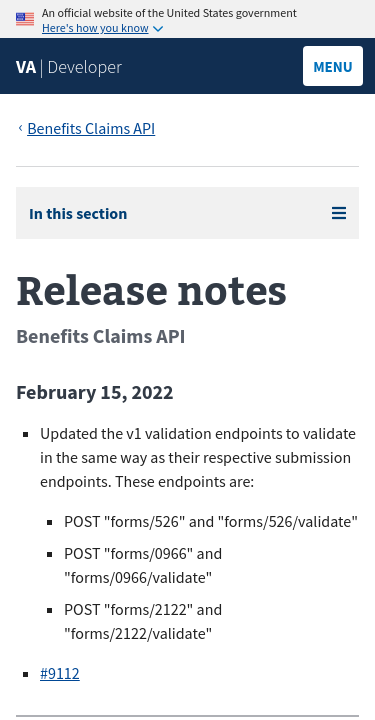 An official website of the United States government
Here's how you know
VA | Developer
MENU
‹ Benefits Claims API
In this section
Release notes
Benefits Claims API
February 15, 2022
Updated the v1 validation endpoints to validate
in the same way as their respective submission
endpoints. These endpoints are:
POST "forms/526" and "forms/526/validate"
POST "forms/0966" and
"forms/0966/validate"
POST "forms/2122" and
"forms/2122/validate"
#9112